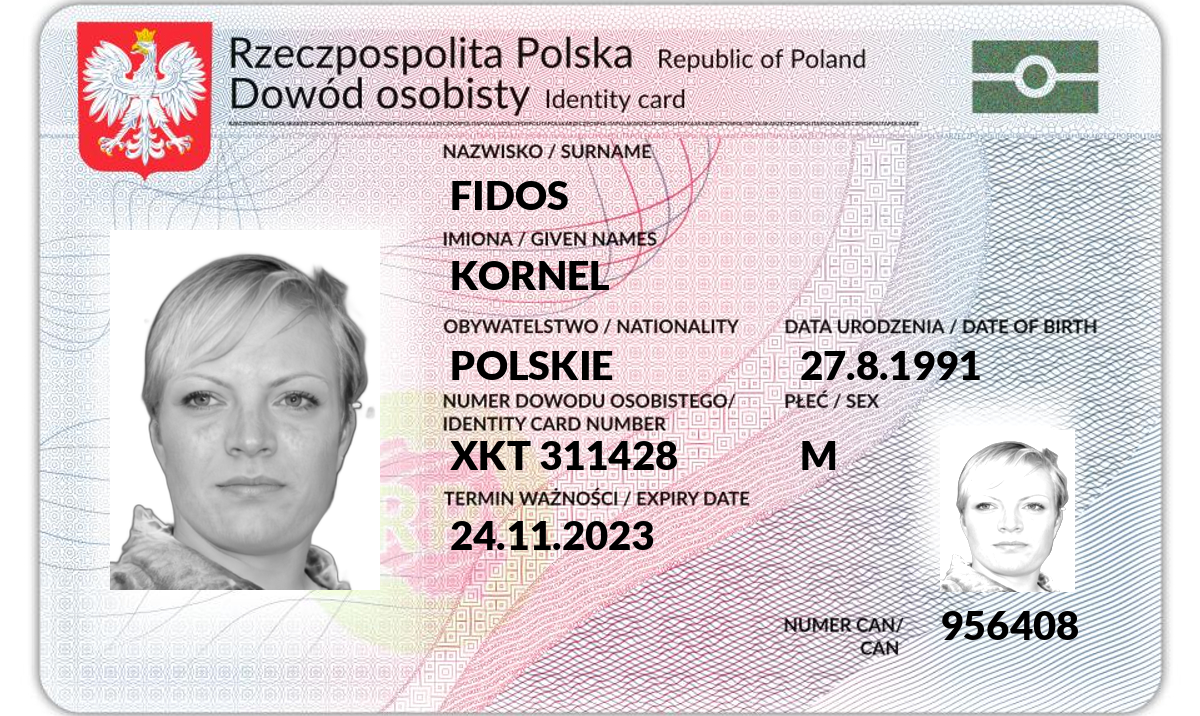 Rzeczpospolita Polska Republic of Poland
Dowód osobisty Identity card
NAZWISKO / SURNAME
FIDOS
IMIONA / GIVEN NAMES
KORNEL
OBYWATELSTWO / NATIONALITY DATA URODZENIA / DATE OF BIRTH
POLSKIE 27.8.1991
NUMER DOWODU OSOBISTEGO/ PŁEĆ / SEX
IDENTITY CARD NUMBER
XKT 311428 M
TERMIN WAŻNOŚCI / EXPIRY DATE
24.11.2023
NUMER CAN/ 956408
CAN